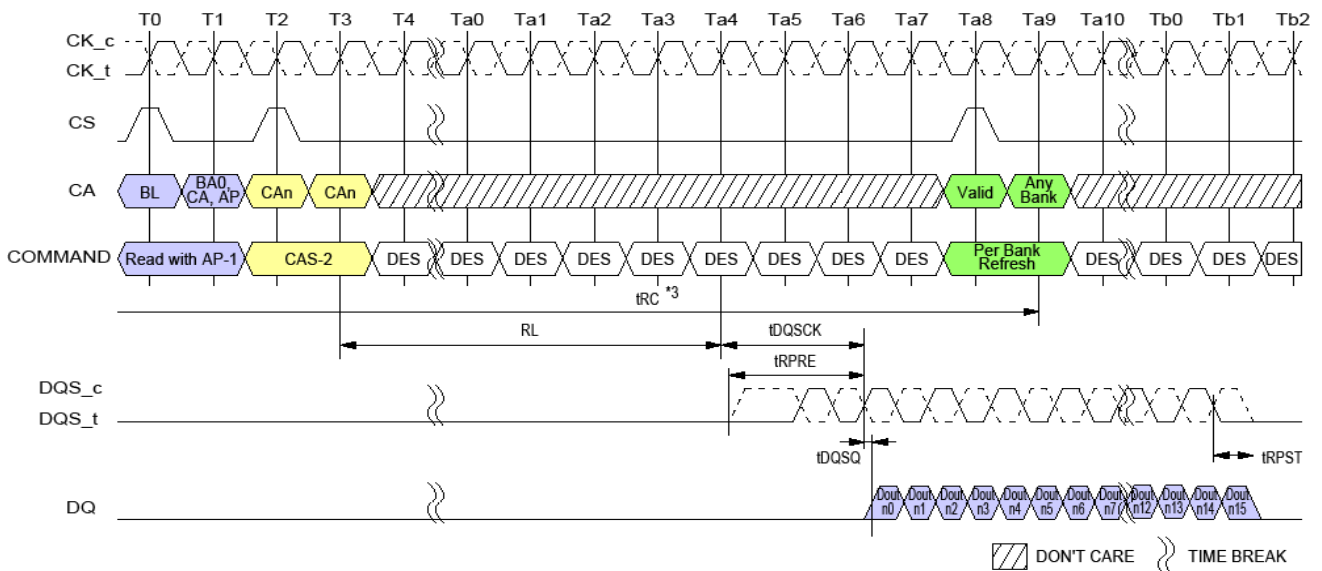 T0 T1 T2 T3 T4 Ta0 Ta1 Ta2 Ta3 Ta4 Ta5 Ta6 Ta7 Ta8 Ta9 Ta10 Tb0 Tb1 Tb2
CK_c
CK_t
CS
CA BL BA0, CA, AP CAn CAn Valid Any Bank
COMMAND Read with AP-1 CAS-2 DES DES DES DES DES DES DES DES DES Per Bank Refresh DES DES DES DES
tRC *3
RL tDQSCK
tRPRE
DQS_c
DQS_t
tDQSQ tRPST
DQ Dout n0 Dout n1 Dout n2 Dout n3 Dout n4 Dout n5 Dout n6 Dout n7 Dout n12 Dout n13 Dout n14 Dout n15
DON'T CARE TIME BREAK